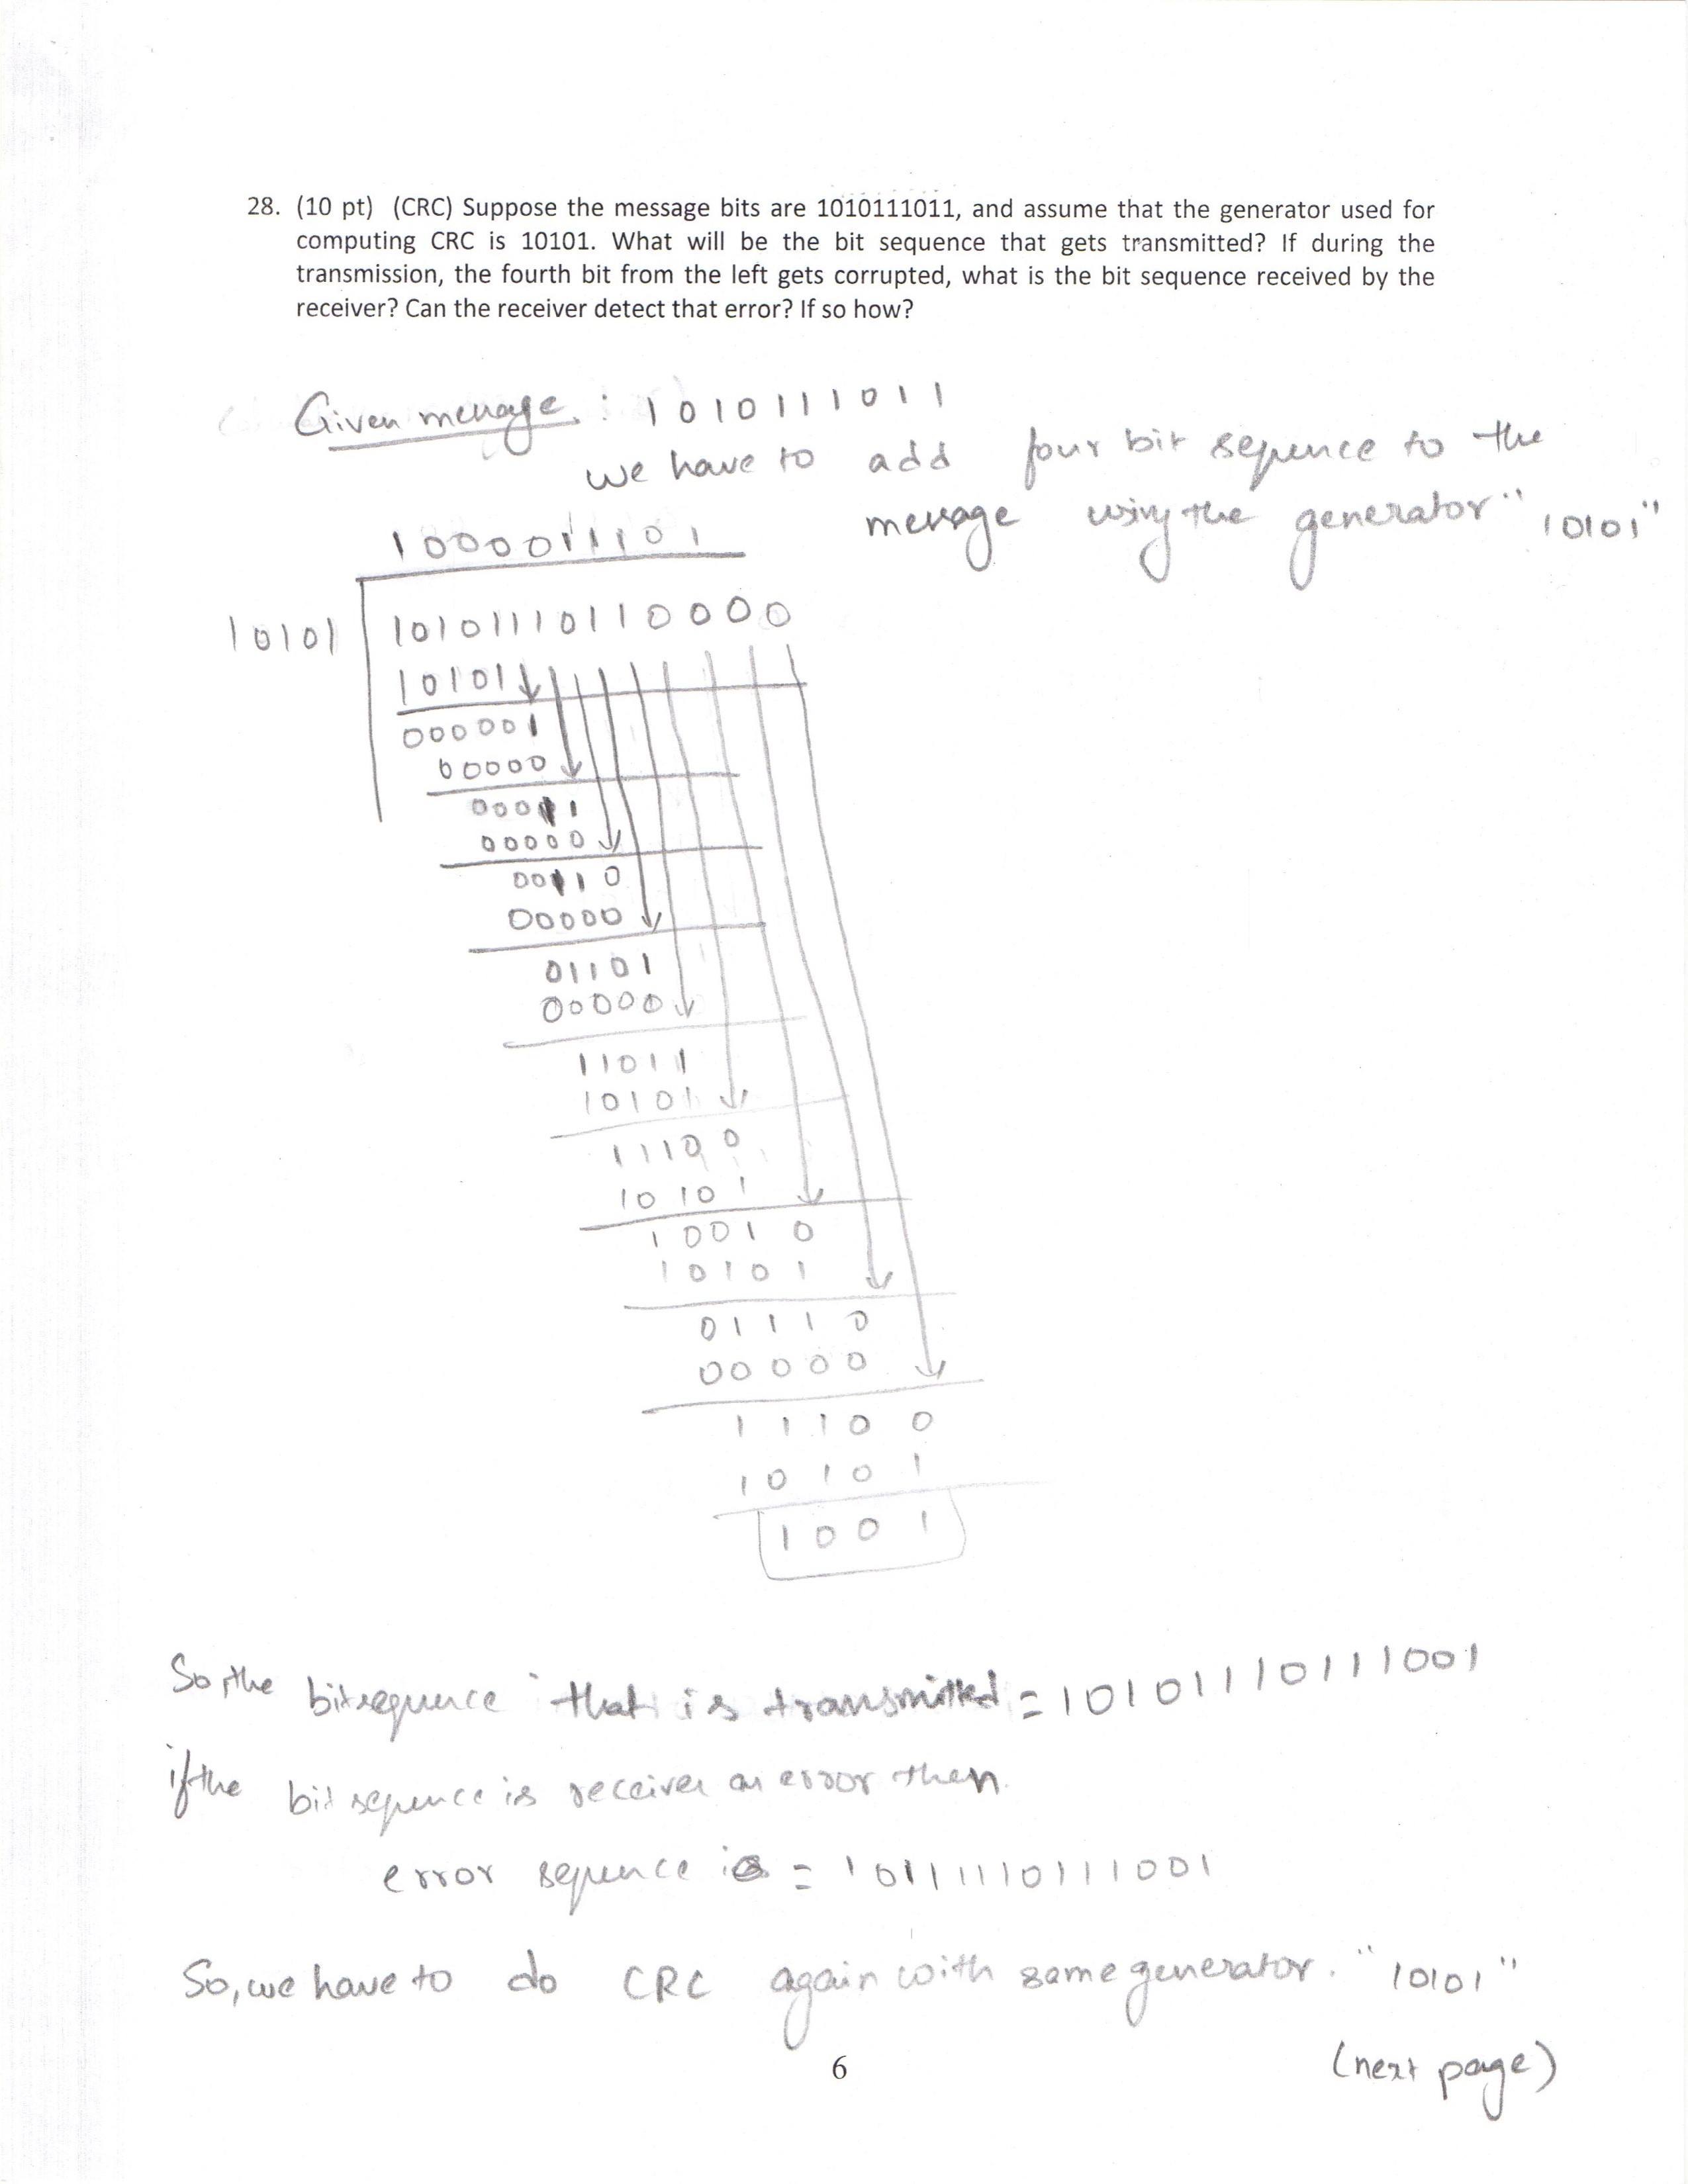 28. (10 pt) (CRC) Suppose the message bits are 1010111011, and assume that the generator used for
computing CRC is 10101. What will be the bit sequence that gets transmitted? If during the
transmission, the fourth bit from the left gets corrupted, what is the bit sequence received by the
receiver? Can the receiver detect that error? If so how?
Given message : 1010111011
we have to add four bit sequence to the
message using the generator "10101"
1000011101
10101 10101110110000
10101
000001
00000
00011
00000
00110
00000
01101
00000
11011
10101
11100
10101
10010
10101
01110
00000
11100
10101
1001
So, the bit sequence that is transmitted = 10101110111001
if the bit sequence is receiver an error then
error sequence is = 10111110111001
So, we have to do CRC again with same generator. "10101"
6
(next page)